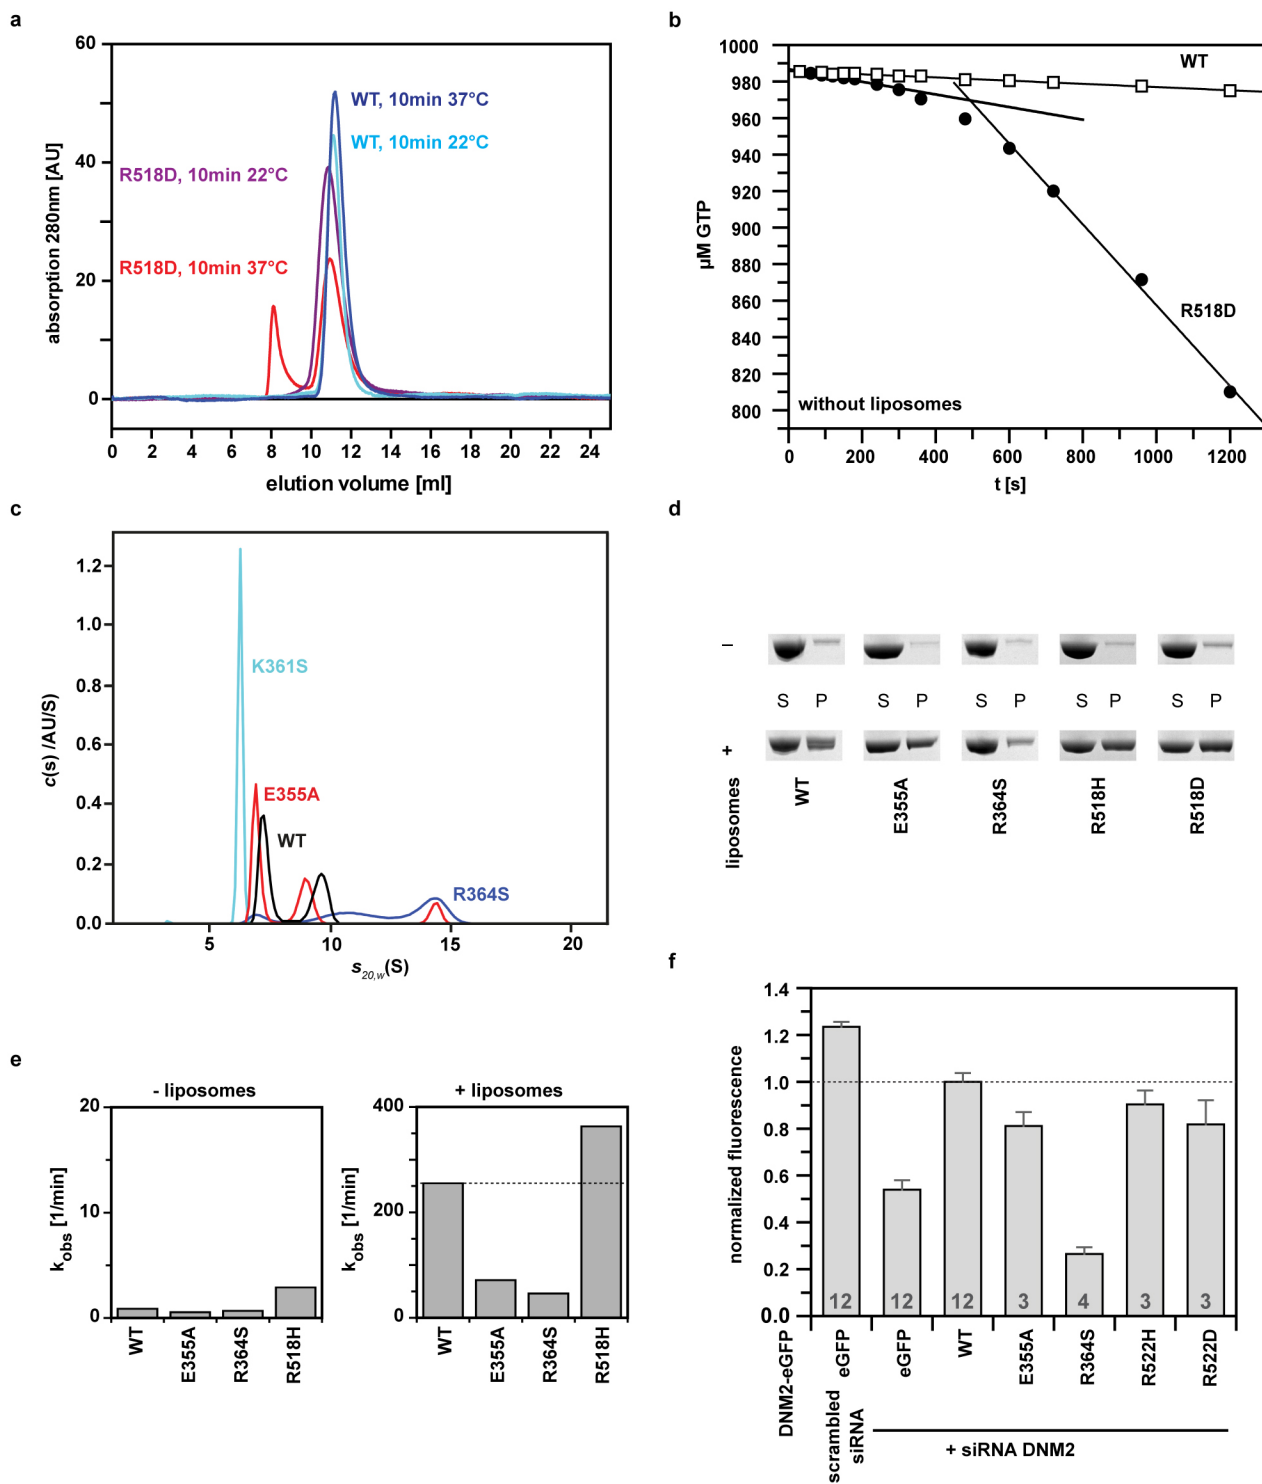 a
60
40
20
0
absorption 280nm [AU]
WT, 10min 37°C
WT, 10min 22°C
R518D, 10min 22°C
R518D, 10min 37°C
0 2 4 6 8 10 12 14 16 18 20 22 24
elution volume [ml]
b
1000
980
960
940
920
900
880
860
840
820
800
µM GTP
WT
R518D
without liposomes
0 200 400 600 800 1000 1200
t [s]
c
1.2
1.0
0.8
0.6
0.4
0.2
0.0
c(s) /AU/S)
K361S
E355A
WT
R364S
5 10 15 20
s20,w(S)
d
–
S P S P S P S P S P
+
liposomes
WT
E355A
R364S
R518H
R518D
e
- liposomes
20
10
0
kobs [1/min]
WT
E355A
R364S
R518H
+ liposomes
400
200
0
kobs [1/min]
WT
E355A
R364S
R518H
f
1.4
1.2
1.0
0.8
0.6
0.4
0.2
0.0
normalized fluorescence
12 12 12 3 4 3 3
DNM2-eGFP
eGFP
eGFP
WT
E355A
R364S
R522H
R522D
scrambled
siRNA
+ siRNA DNM2